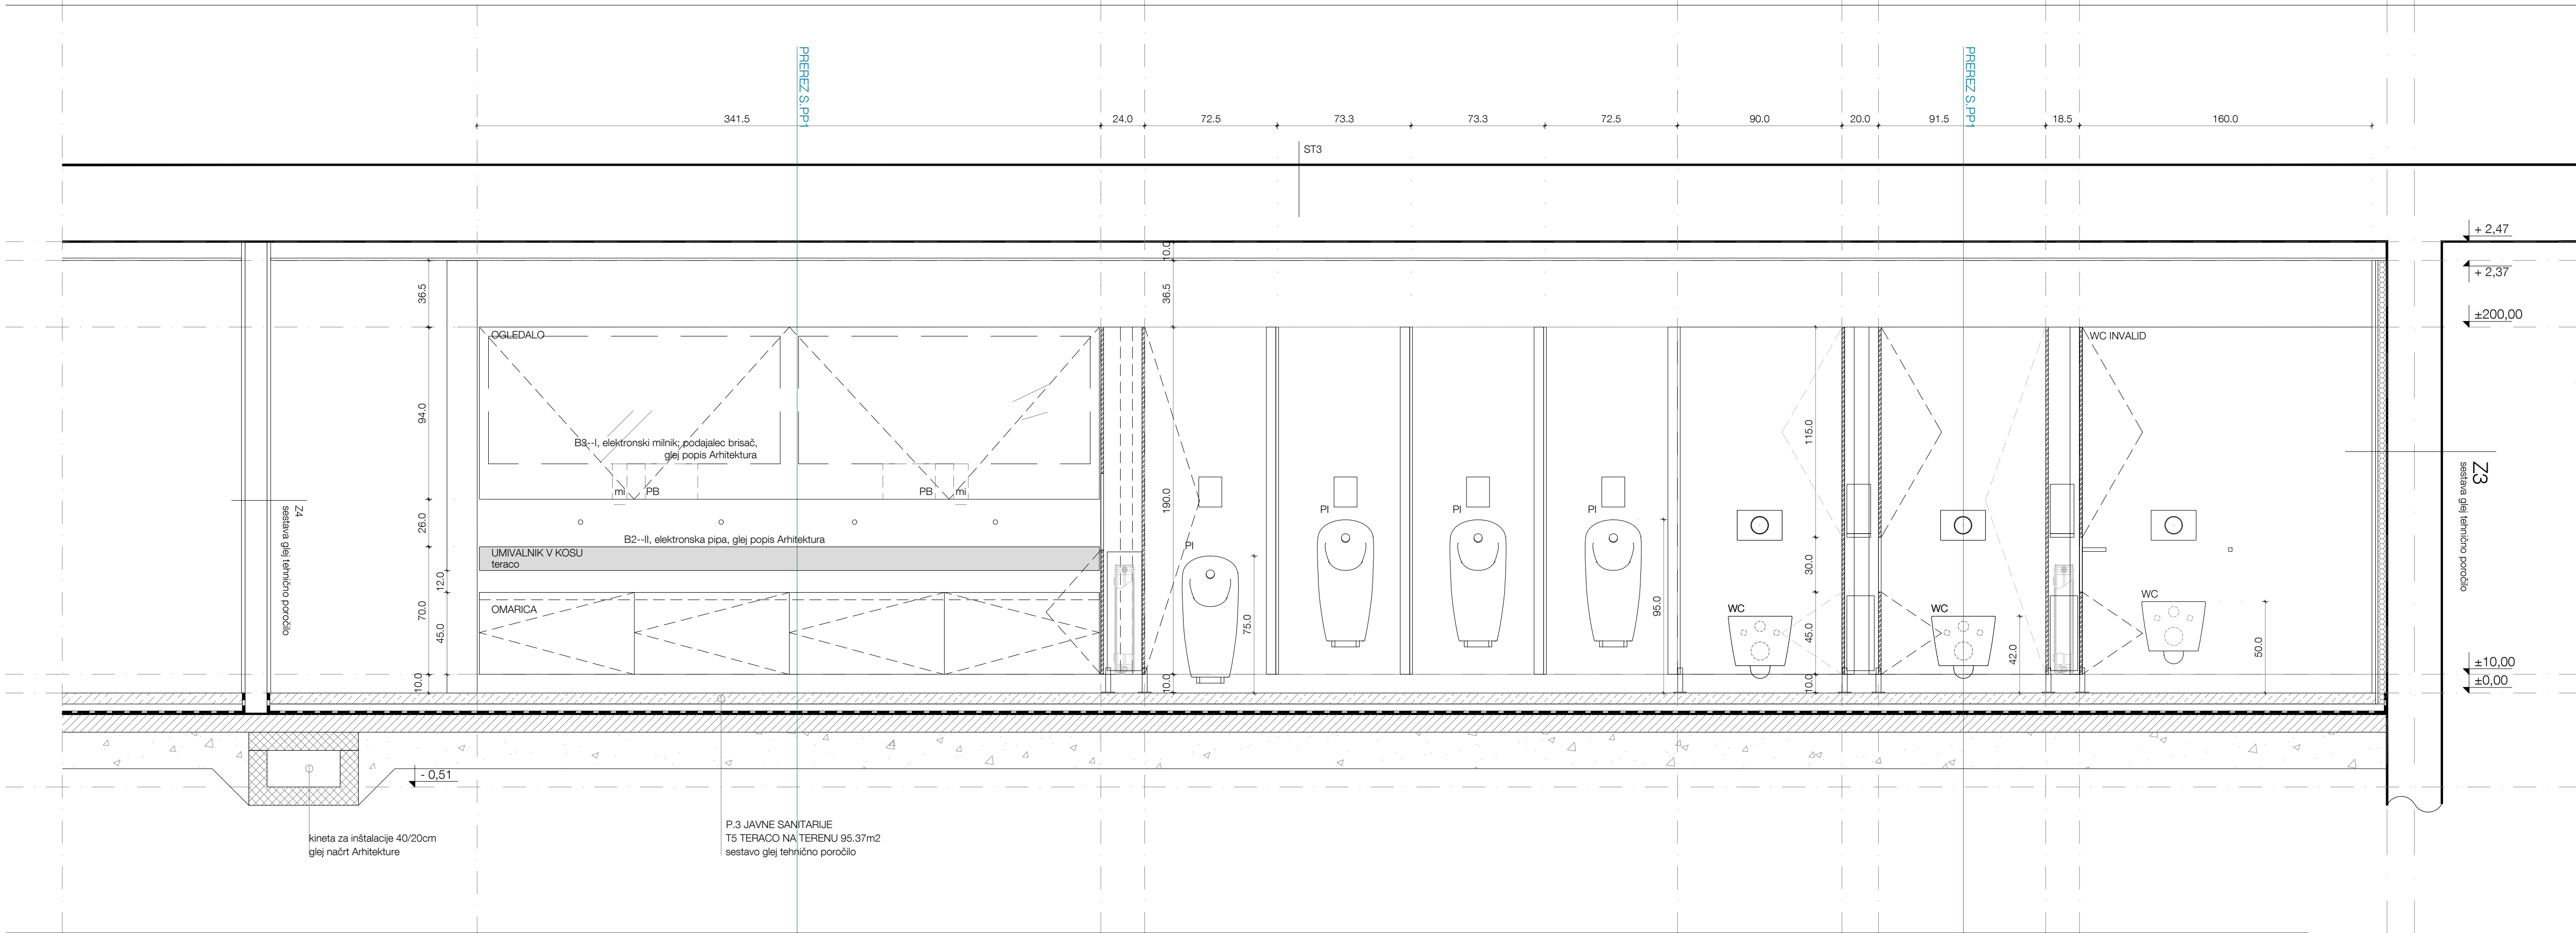 PREREZ S.PP1
PREREZ S.PP1
341.5
24.0
72.5
73.3
73.3
72.5
90.0
20.0
91.5
18.5
160.0
ST3
+ 2,47
+ 2,37
±200,00
±10,00
±0,00
10.0
36.5
190.0
10.0
36.5
94.0
26.0
70.0
10.0
12.0
45.0
OGLEDALO
B3--I, elektronski milnik; podajalec brisač,
glej popis Arhitektura
mi
PB
PB
mi
B2--II, elektronska pipa, glej popis Arhitektura
UMIVALNIK V KOSU
teraco
OMARICA
Z4
sestava glej tehnično poročilo
PI
PI
PI
PI
75.0
95.0
115.0
30.0
45.0
10.0
WC
WC
WC
42.0
50.0
WC INVALID
Z3
sestava glej tehnično poročilo
- 0,51
kineta za inštalacije 40/20cm
glej načrt Arhitekture
P.3 JAVNE SANITARIJE
T5 TERACO NA TERENU 95.37m2
sestavo glej tehnično poročilo